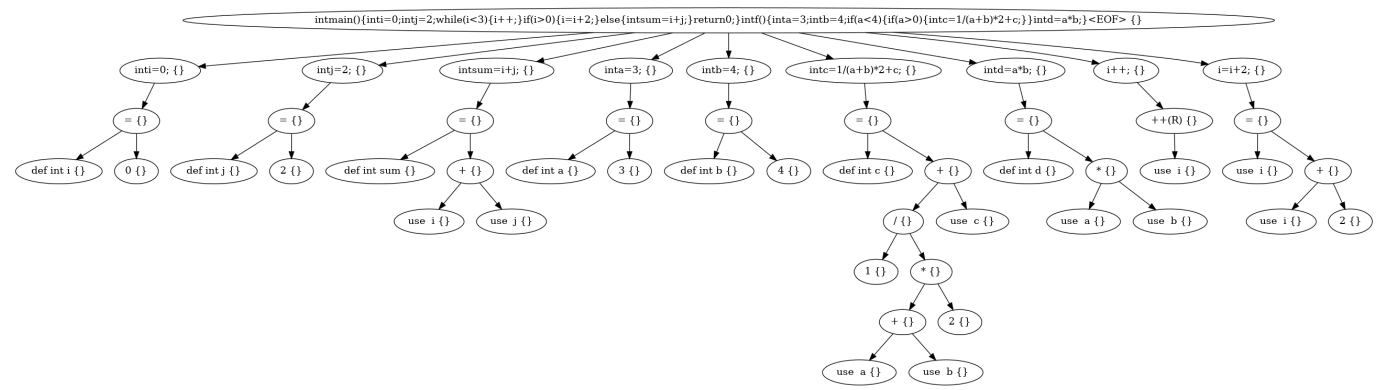 intmain(){inti=0;intj=2;while(i<3){i++;}if(i>0){i=i+2;}else{intsum=i+j;}return0;}intf(){inta=3;intb=4;if(a<4){if(a>0){intc=1/(a+b)*2+c;}}intd=a*b;}<EOF> {}
inti=0; {} intj=2; {} intsum=i+j; {} inta=3; {} intb=4; {} intc=1/(a+b)*2+c; {} intd=a*b; {} i++; {} i=i+2; {}
= {} = {} = {} = {} = {} = {} = {} ++(R) {} = {}
def int i {} 0 {} def int j {} 2 {} def int sum {} + {} def int a {} 3 {} def int b {} 4 {} def int c {} + {} def int d {} * {} use i {} use i {} + {}
use i {} use j {} / {} use c {} use a {} use b {} use i {} 2 {}
1 {} * {}
+ {} 2 {}
use a {} use b {}